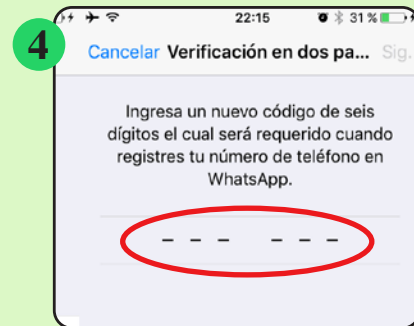 22:15 31 %
4
Cancelar Verificación en dos pa... Sig.
Ingresa un nuevo código de seis
dígitos el cual será requerido cuando
registres tu número de teléfono en
WhatsApp.
– – – – – –